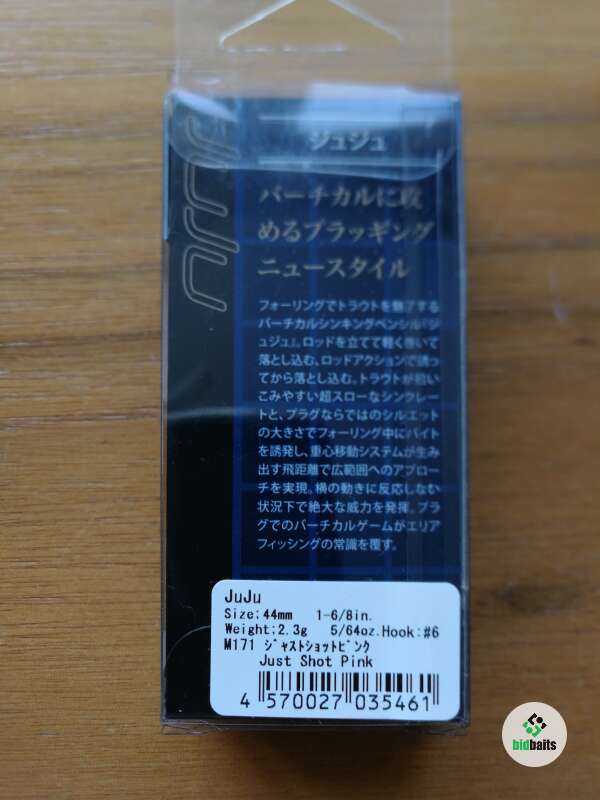 JUJU
ジュジュ
バーチカルに攻
めるプラッギング
ニュースタイル
フォーリングでトラウトを魅了する
バーチカルシンキングペンシル『ジ
ュジュ』。ロッドを立てて軽く巻いて
落とし込む、ロッドアクションで誘っ
てから落とし込む。トラウトが拾い
こみやすい超スローなシンクレー
トと、プラグならではのシルエット
の大きさでフォーリング中にバイト
を誘発し、重心移動システムが生み
出す飛距離で広範囲へのアプロー
チを実現。横の動きに反応しない
状況下で絶大な威力を発揮。プラ
グでのバーチカルゲームがエリア
フィッシングの常識を覆す。
JuJu
Size:44mm 1-6/8in.
Weight:2.3g 5/64oz.Hook:#6
M171 ｼﾞｬｽﾄｼｮｯﾄﾋﾟﾝｸ
Just Shot Pink
4 570027 035461
bidbaits